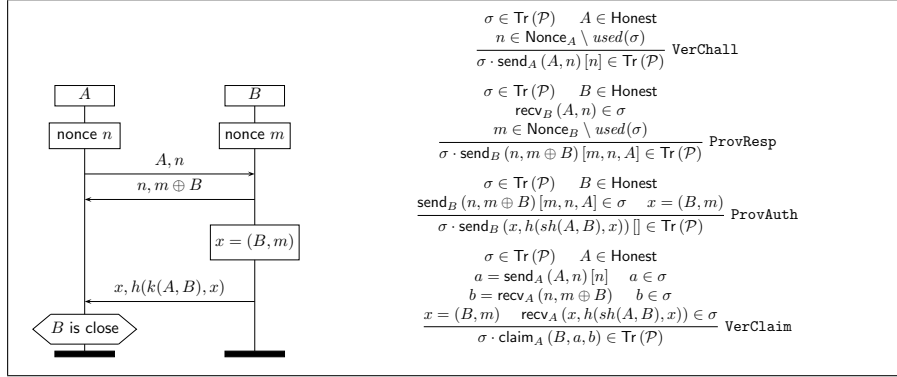 A
B
nonce n
nonce m
A, n
n, m ⊕ B
x = (B, m)
x, h(k(A, B), x)
B is close
σ ∈ Tr (P) A ∈ Honest
n ∈ Nonce_A \ used(σ)
VerChall
σ · send_A (A, n) [n] ∈ Tr (P)
σ ∈ Tr (P) B ∈ Honest
recv_B (A, n) ∈ σ
m ∈ Nonce_B \ used(σ)
ProvResp
σ · send_B (n, m ⊕ B) [m, n, A] ∈ Tr (P)
σ ∈ Tr (P) B ∈ Honest
send_B (n, m ⊕ B) [m, n, A] ∈ σ x = (B, m)
ProvAuth
σ · send_B (x, h(sh(A, B), x)) [] ∈ Tr (P)
σ ∈ Tr (P) A ∈ Honest
a = send_A (A, n) [n] a ∈ σ
b = recv_A (n, m ⊕ B) b ∈ σ
x = (B, m) recv_A (x, h(sh(A, B), x)) ∈ σ
VerClaim
σ · claim_A (B, a, b) ∈ Tr (P)